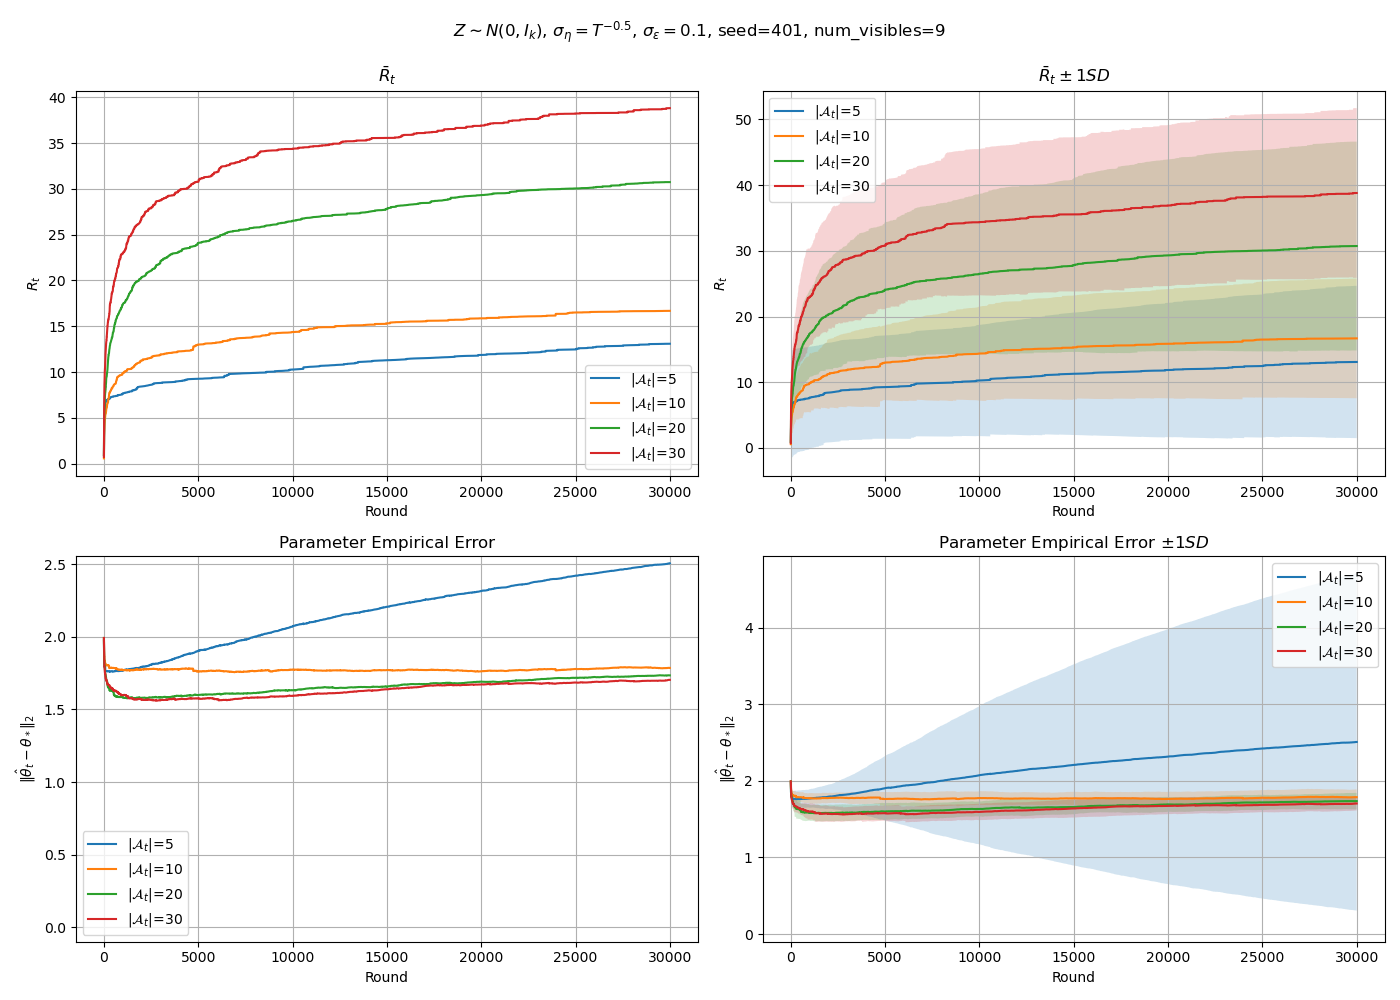 Z ∼ N(0, I_k), σ_η = T^{−0.5}, σ_ε = 0.1, seed=401, num_visibles=9
R̄_t
R_t
40
35
30
25
20
15
10
5
0
|𝒜_t|=5
|𝒜_t|=10
|𝒜_t|=20
|𝒜_t|=30
0 5000 10000 15000 20000 25000 30000
Round
R̄_t ± 1SD
R_t
50
40
30
20
10
0
|𝒜_t|=5
|𝒜_t|=10
|𝒜_t|=20
|𝒜_t|=30
0 5000 10000 15000 20000 25000 30000
Round
Parameter Empirical Error
‖θ̂_t − θ_*‖_2
2.5
2.0
1.5
1.0
0.5
0.0
|𝒜_t|=5
|𝒜_t|=10
|𝒜_t|=20
|𝒜_t|=30
0 5000 10000 15000 20000 25000 30000
Round
Parameter Empirical Error ±1SD
‖θ̂_t − θ_*‖_2
4
3
2
1
0
|𝒜_t|=5
|𝒜_t|=10
|𝒜_t|=20
|𝒜_t|=30
0 5000 10000 15000 20000 25000 30000
Round